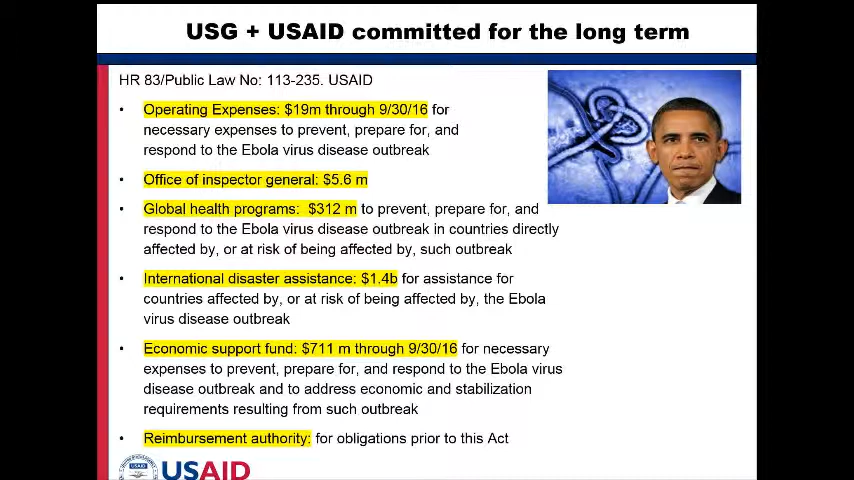 USG + USAID committed for the long term
HR 83/Public Law No: 113-235. USAID
• Operating Expenses: $19m through 9/30/16 for
necessary expenses to prevent, prepare for, and
respond to the Ebola virus disease outbreak
• Office of inspector general: $5.6 m
• Global health programs: $312 m to prevent, prepare for, and
respond to the Ebola virus disease outbreak in countries directly
affected by, or at risk of being affected by, such outbreak
• International disaster assistance: $1.4b for assistance for
countries affected by, or at risk of being affected by, the Ebola
virus disease outbreak
• Economic support fund: $711 m through 9/30/16 for necessary
expenses to prevent, prepare for, and respond to the Ebola virus
disease outbreak and to address economic and stabilization
requirements resulting from such outbreak
• Reimbursement authority: for obligations prior to this Act
USAID
USAID